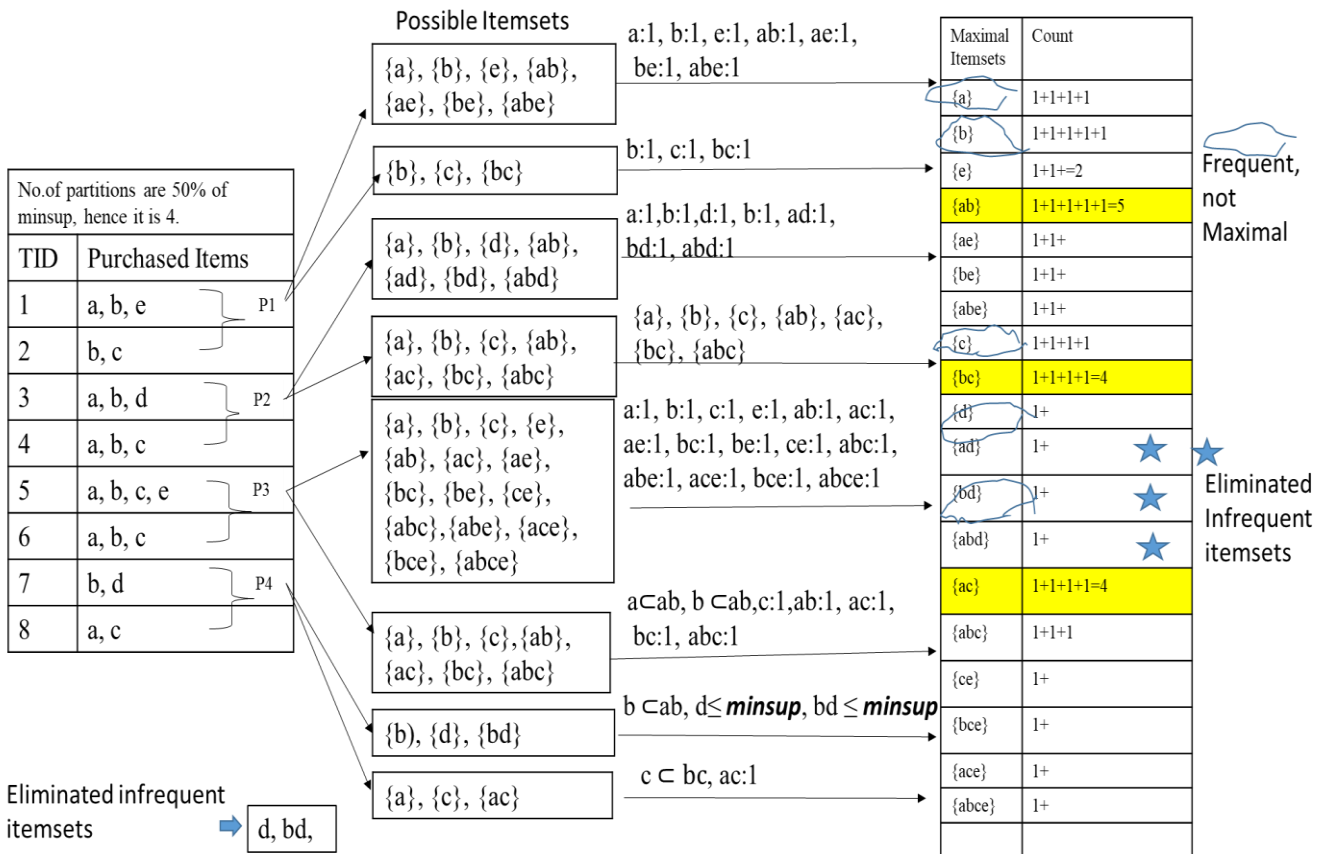 Possible Itemsets
No.of partitions are 50% of
minsup, hence it is 4.
TID Purchased Items
1 a, b, e
2 b, c
3 a, b, d
4 a, b, c
5 a, b, c, e
6 a, b, c
7 b, d
8 a, c
P1
P2
P3
P4
Eliminated infrequent
itemsets
d, bd,
{a}, {b}, {e}, {ab},
{ae}, {be}, {abe}
{b}, {c}, {bc}
{a}, {b}, {d}, {ab},
{ad}, {bd}, {abd}
{a}, {b}, {c}, {ab},
{ac}, {bc}, {abc}
{a}, {b}, {c}, {e},
{ab}, {ac}, {ae},
{bc}, {be}, {ce},
{abc},{abe}, {ace},
{bce}, {abce}
{a}, {b}, {c},{ab},
{ac}, {bc}, {abc}
{b), {d}, {bd}
{a}, {c}, {ac}
a:1, b:1, e:1, ab:1, ae:1,
be:1, abe:1
b:1, c:1, bc:1
a:1,b:1,d:1, b:1, ad:1,
bd:1, abd:1
{a}, {b}, {c}, {ab}, {ac},
{bc}, {abc}
a:1, b:1, c:1, e:1, ab:1, ac:1,
ae:1, bc:1, be:1, ce:1, abc:1,
abe:1, ace:1, bce:1, abce:1
a⊂ab, b ⊂ab,c:1,ab:1, ac:1,
bc:1, abc:1
b ⊂ab, d≤ minsup, bd ≤ minsup
c ⊂ bc, ac:1
Maximal Count
Itemsets
{a} 1+1+1+1
{b} 1+1+1+1+1
{e} 1+1+=2
{ab} 1+1+1+1+1=5
{ae} 1+1+
{be} 1+1+
{abe} 1+1+
{c} 1+1+1+1
{bc} 1+1+1+1=4
{d} 1+
{ad} 1+
{bd} 1+
{abd} 1+
{ac} 1+1+1+1=4
{abc} 1+1+1
{ce} 1+
{bce} 1+
{ace} 1+
{abce} 1+
Frequent,
not
Maximal
Eliminated
Infrequent
itemsets